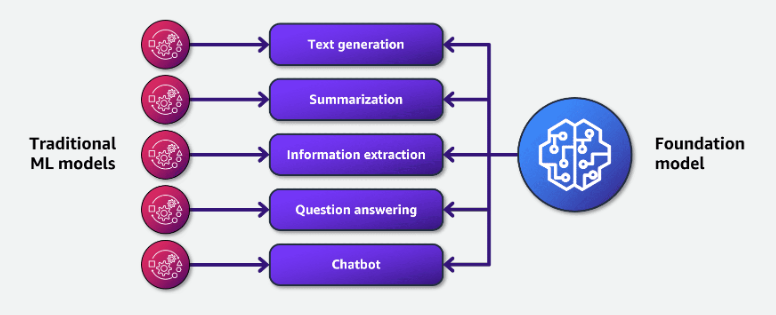 Text generation
Summarization
Traditional
ML models
Information extraction
Foundation
model
Question answering
Chatbot